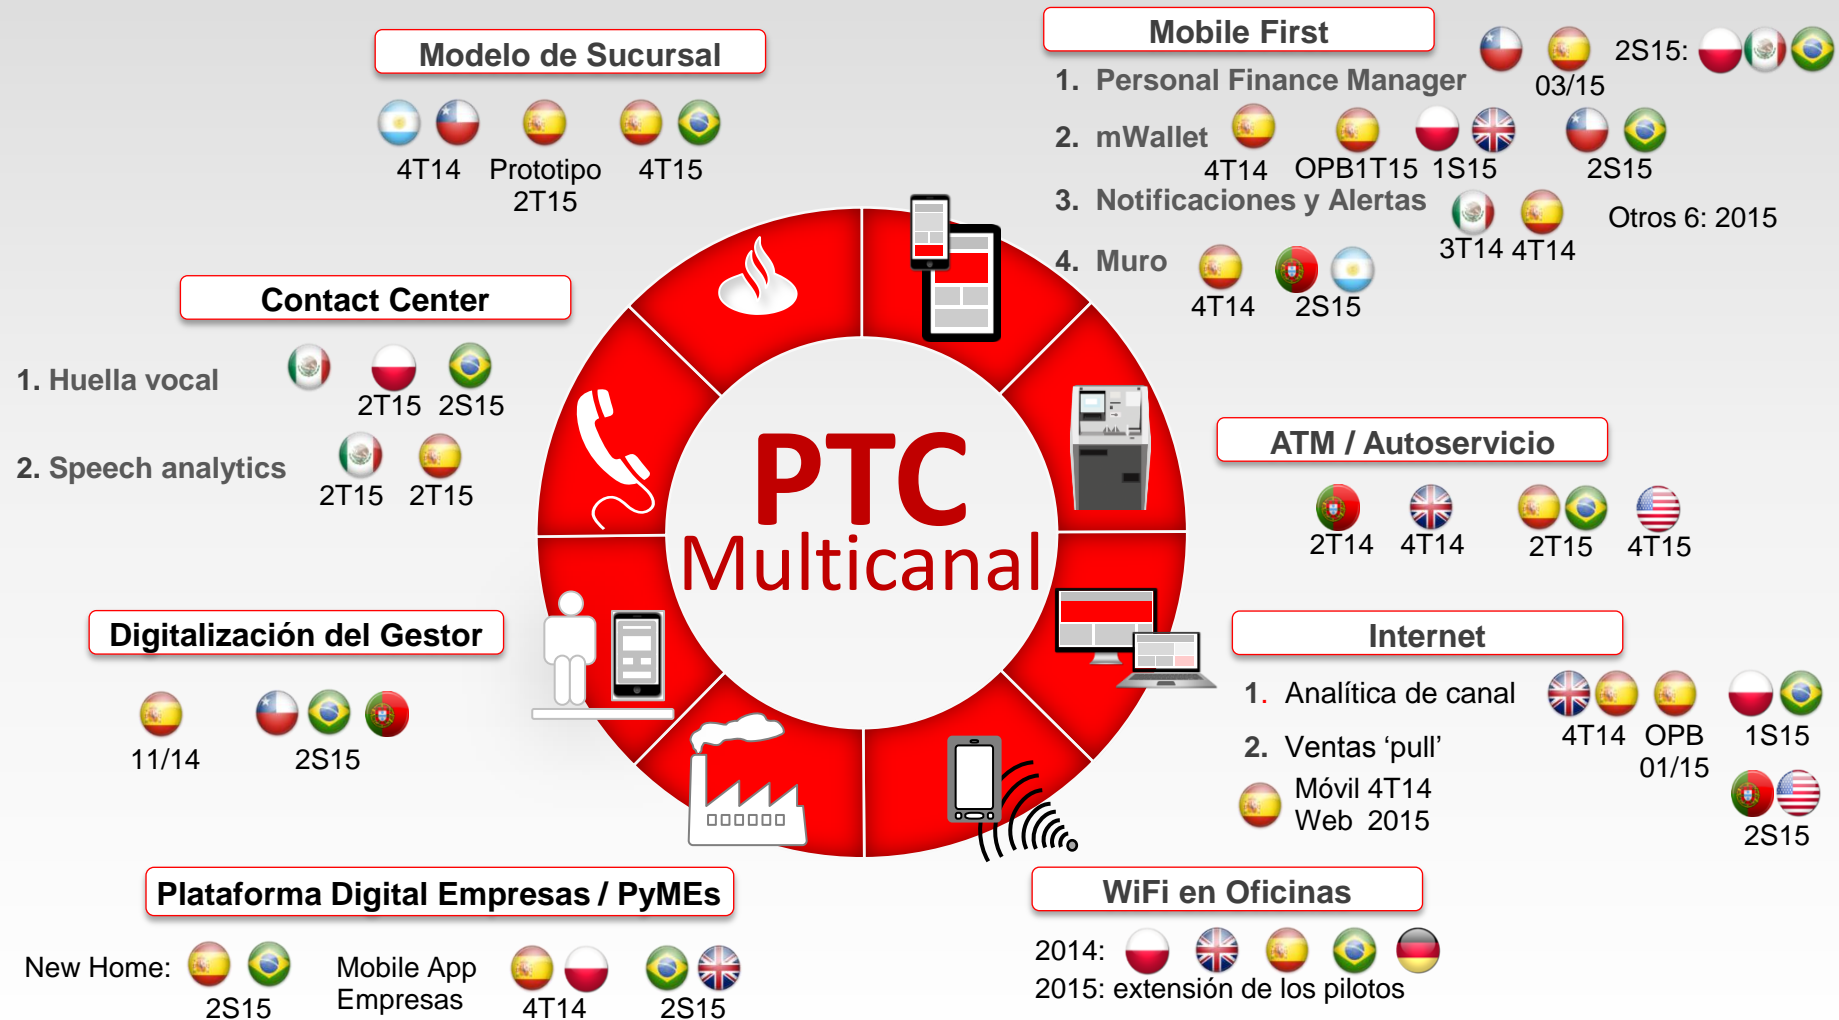 Modelo de Sucursal
4T14
Prototipo
2T15
4T15
Mobile First
1. Personal Finance Manager
03/15
2S15:
2. mWallet
4T14
OPB1T15
1S15
2S15
3. Notificaciones y Alertas
3T14
4T14
Otros 6: 2015
4. Muro
4T14
2S15
Contact Center
1. Huella vocal
2T15
2S15
2. Speech analytics
2T15
2T15
PTC
Multicanal
ATM / Autoservicio
2T14
4T14
2T15
4T15
Digitalización del Gestor
11/14
2S15
Internet
1. Analítica de canal
4T14
OPB
01/15
1S15
2. Ventas ‘pull’
Móvil 4T14
Web 2015
2S15
Plataforma Digital Empresas / PyMEs
New Home:
2S15
Mobile App
Empresas
4T14
2S15
WiFi en Oficinas
2014:
2015: extensión de los pilotos